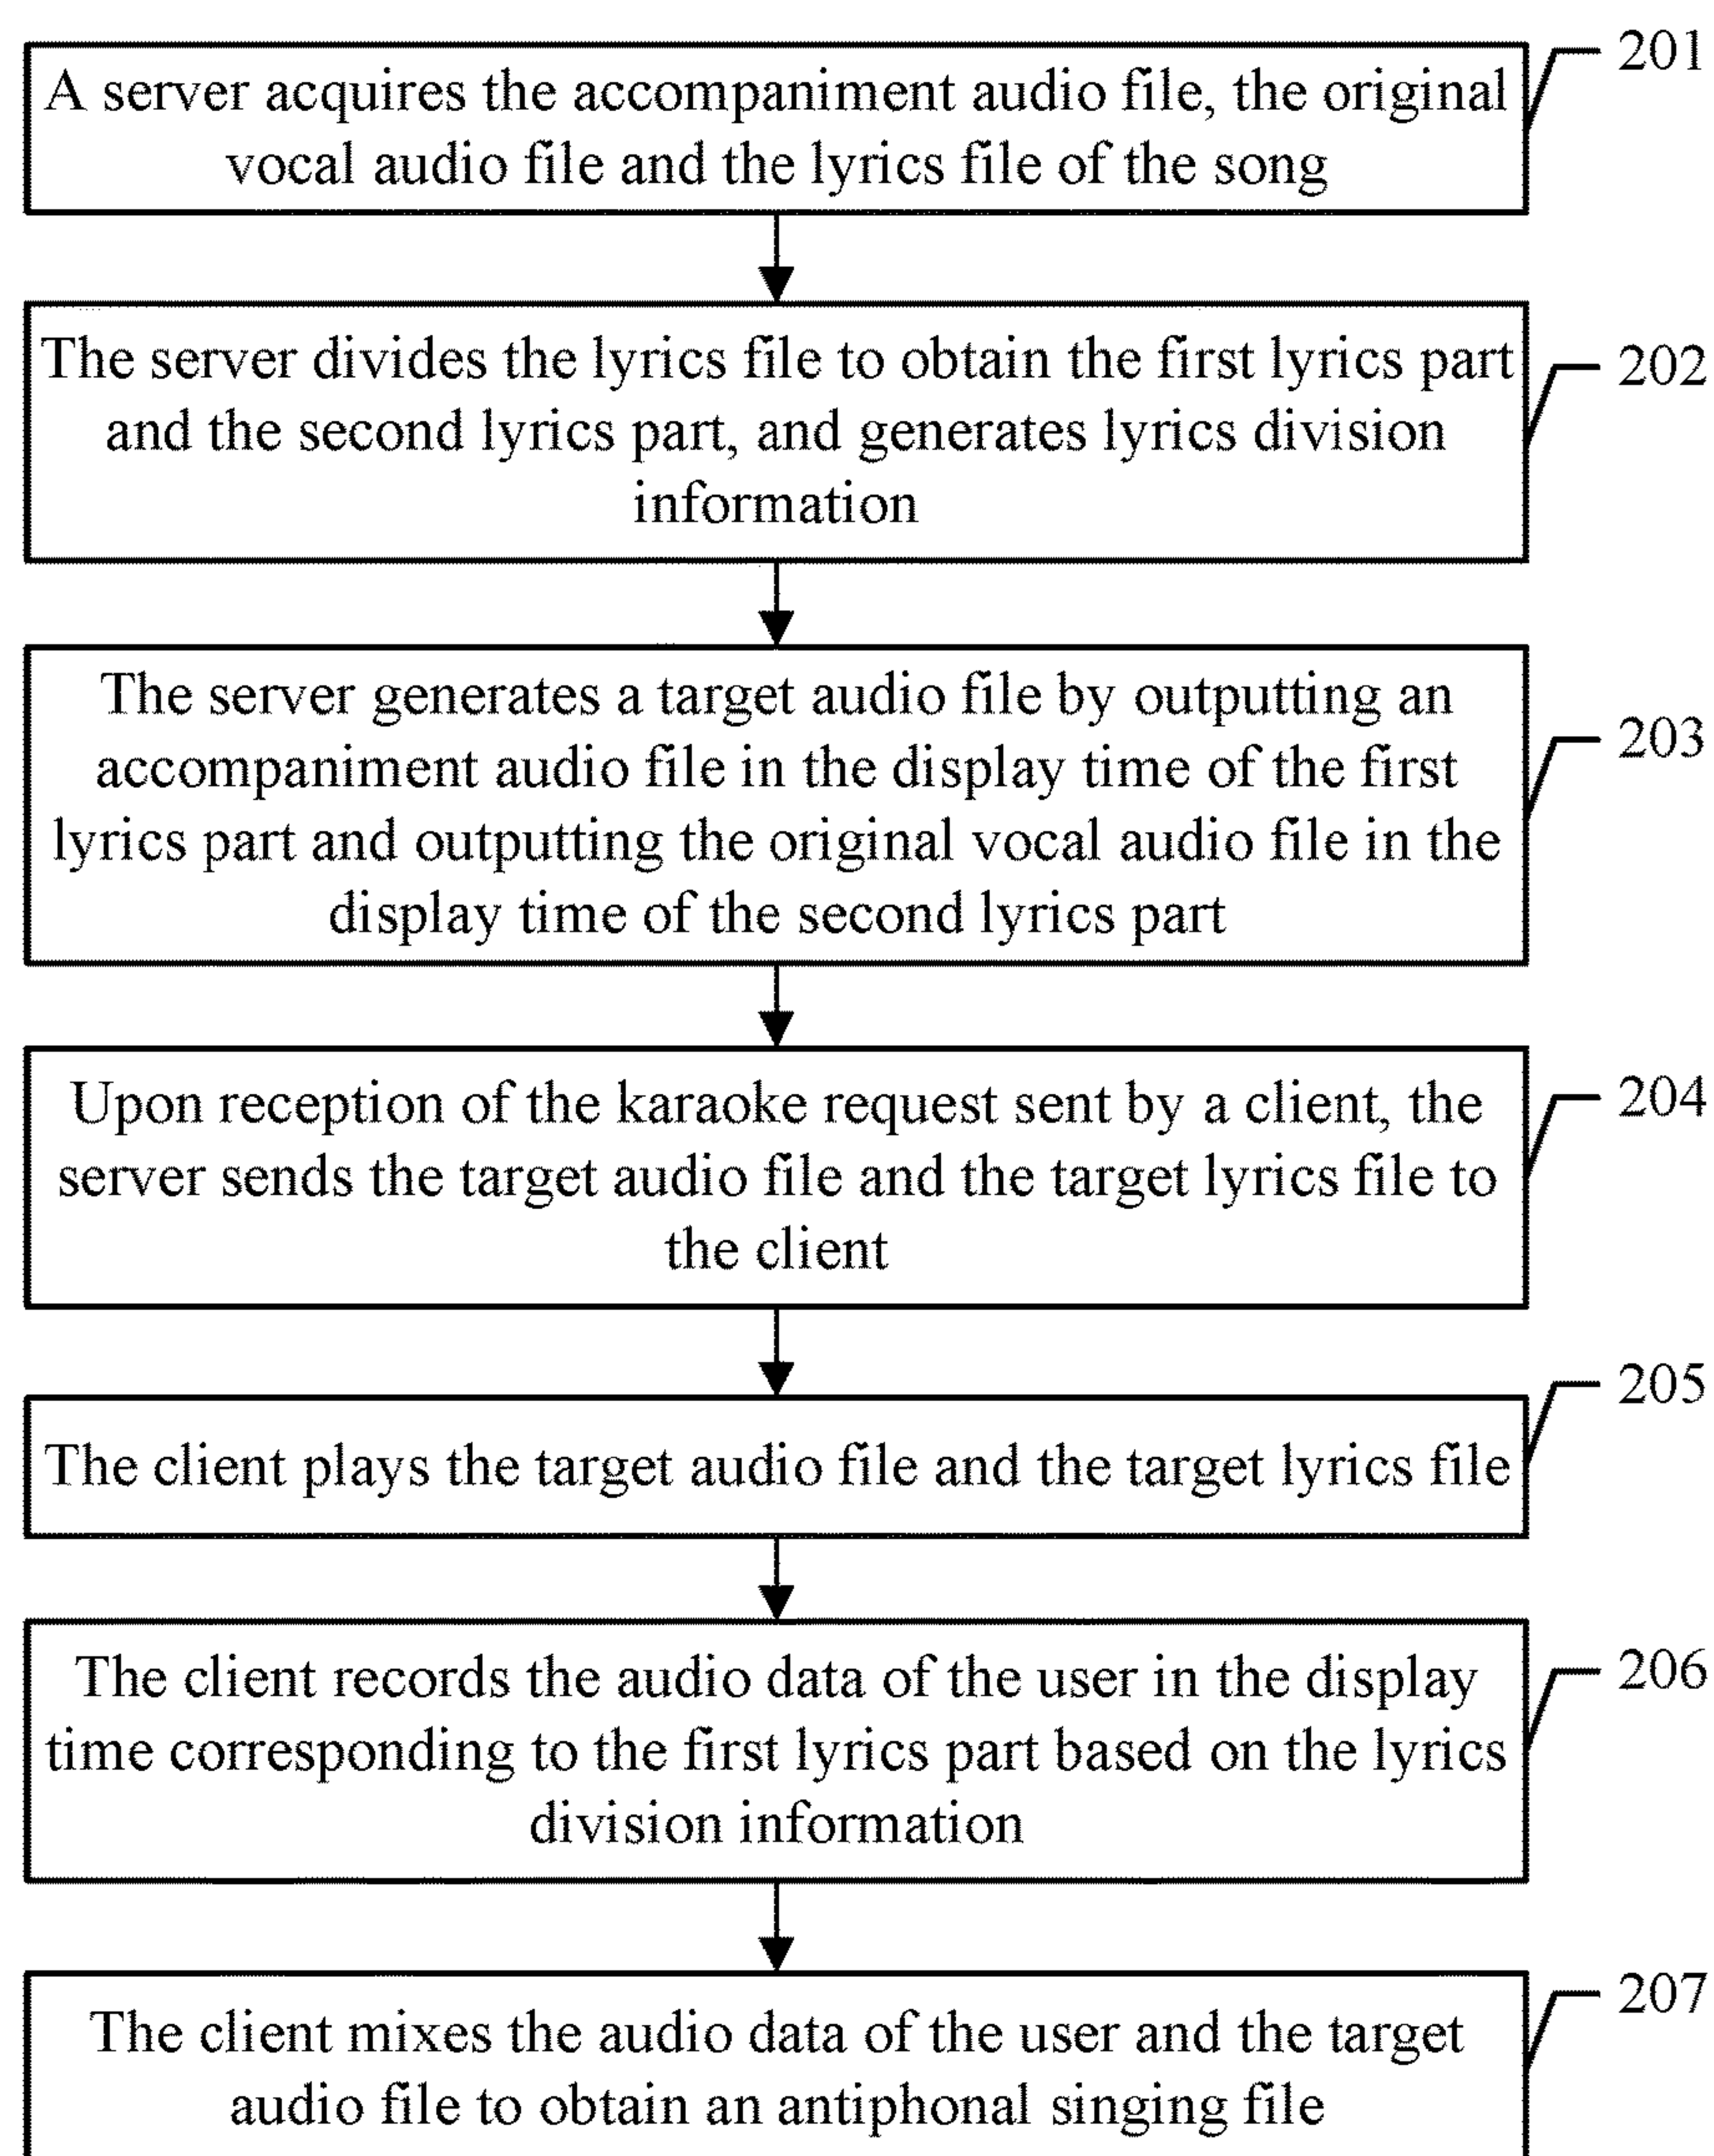 201
A server acquires the accompaniment audio file, the original
vocal audio file and the lyrics file of the song
202
The server divides the lyrics file to obtain the first lyrics part
and the second lyrics part, and generates lyrics division
information
203
The server generates a target audio file by outputting an
accompaniment audio file in the display time of the first
lyrics part and outputting the original vocal audio file in the
display time of the second lyrics part
204
Upon reception of the karaoke request sent by a client, the
server sends the target audio file and the target lyrics file to
the client
205
The client plays the target audio file and the target lyrics file
206
The client records the audio data of the user in the display
time corresponding to the first lyrics part based on the lyrics
division information
207
The client mixes the audio data of the user and the target
audio file to obtain an antiphonal singing file